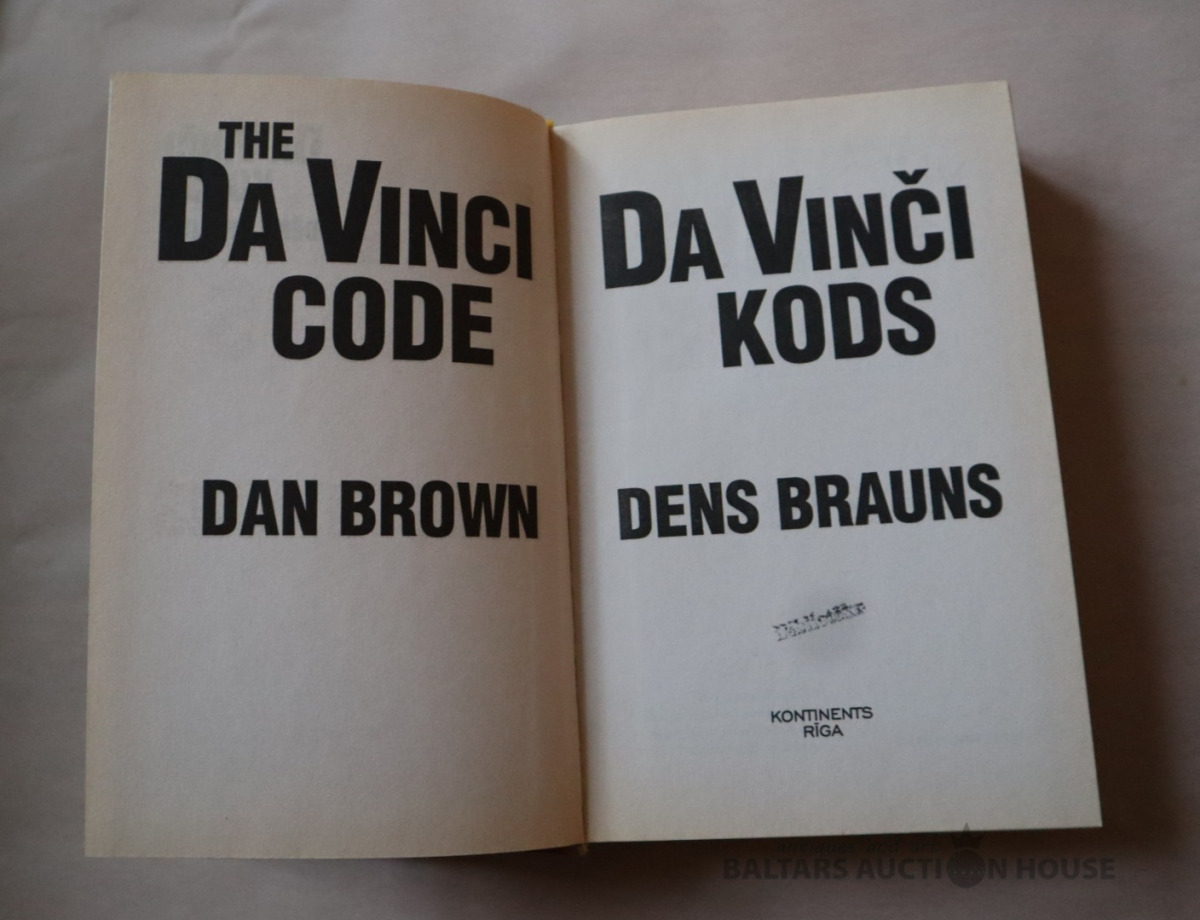 THE
DA VINCI
CODE
DAN BROWN
DA VINČI
KODS
DENS BRAUNS
KONTINENTS
RĪGA
BALTARS AUCTION HOUSE